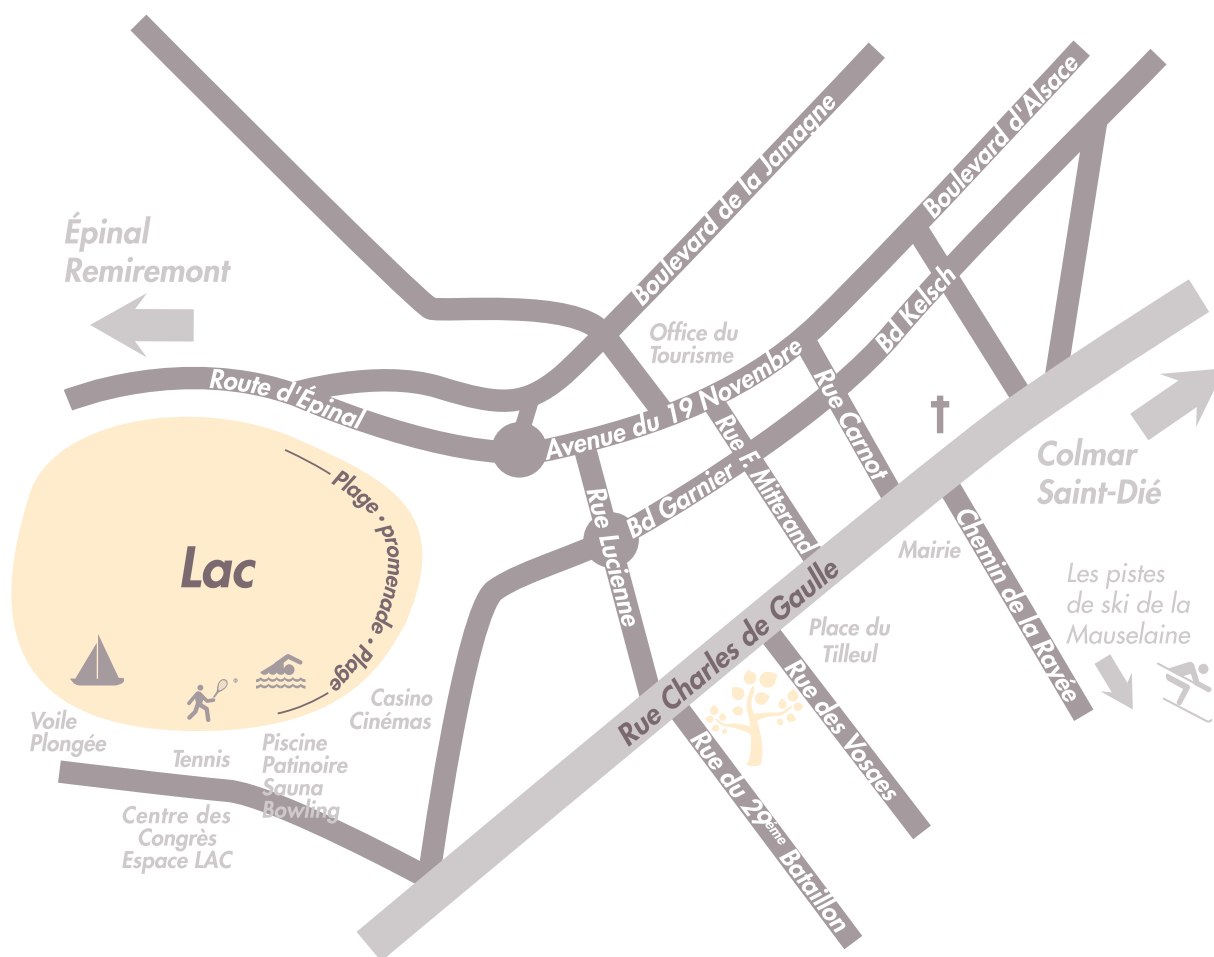 Boulevard d'Alsace
Boulevard de la Jamagne
Épinal
Remiremont
Bd Kelsch
Office du
Tourisme
Route d'Épinal
Avenue du 19 Novembre
Rue Carnot
Rue F. Mitterand
Colmar
Saint-Dié
Bd Garnier
Rue Lucienne
Plage • promenade • Plage
Lac
Chemin de la Rayée
Mairie
Rue Charles de Gaulle
Les pistes
de ski de la
Mauselaine
Place du
Tilleul
Rue des Vosges
Casino
Cinémas
Voile
Plongée
Tennis
Piscine
Patinoire
Sauna
Bowling
Rue du 29ème Bataillon
Centre des
Congrès
Espace LAC